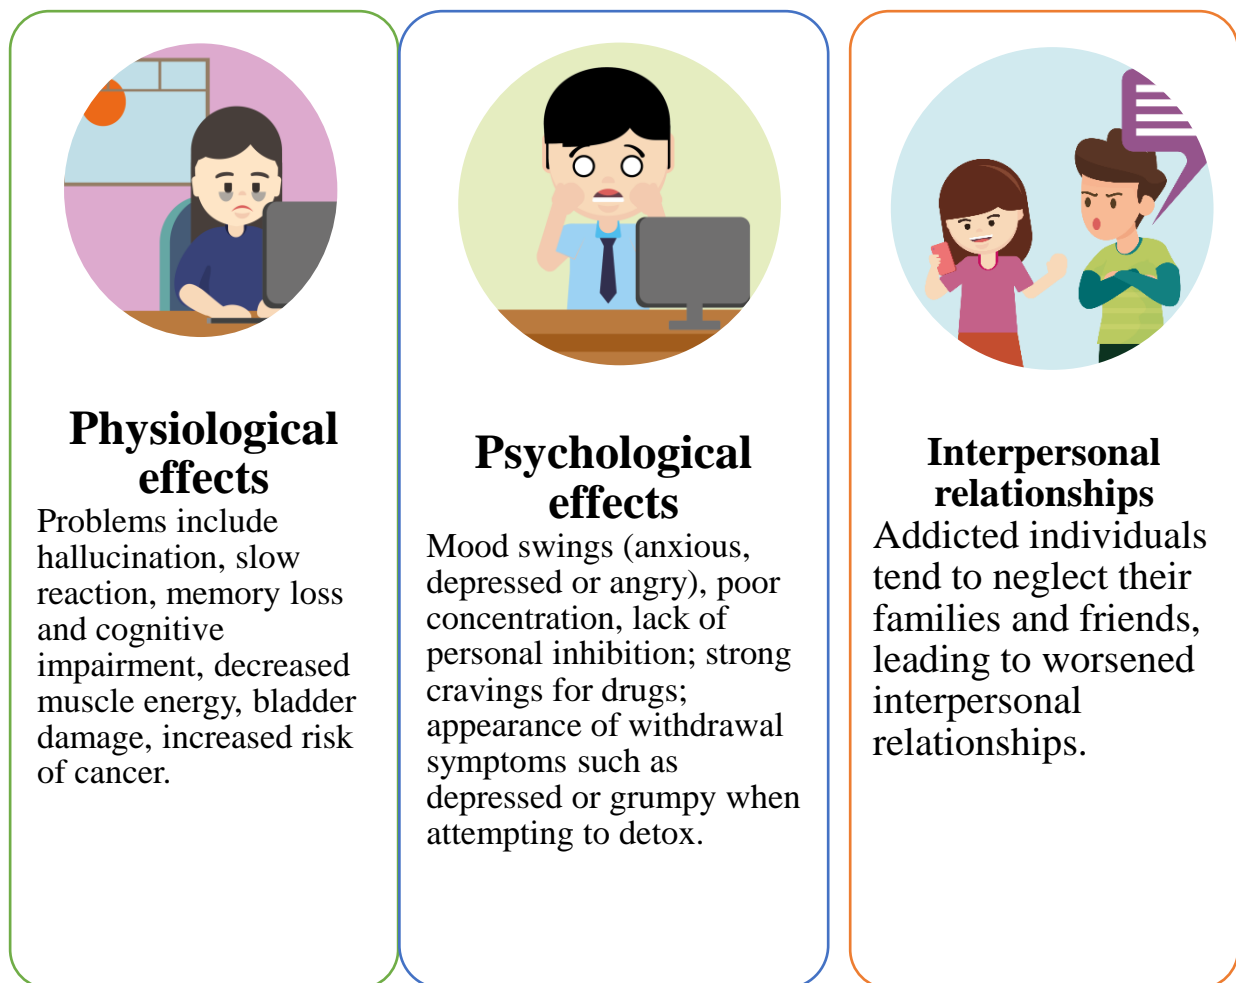 Physiological
effects
Problems include
hallucination, slow
reaction, memory loss
and cognitive
impairment, decreased
muscle energy, bladder
damage, increased risk
of cancer.
Psychological
effects
Mood swings (anxious,
depressed or angry), poor
concentration, lack of
personal inhibition; strong
cravings for drugs;
appearance of withdrawal
symptoms such as
depressed or grumpy when
attempting to detox.
Interpersonal
relationships
Addicted individuals
tend to neglect their
families and friends,
leading to worsened
interpersonal
relationships.